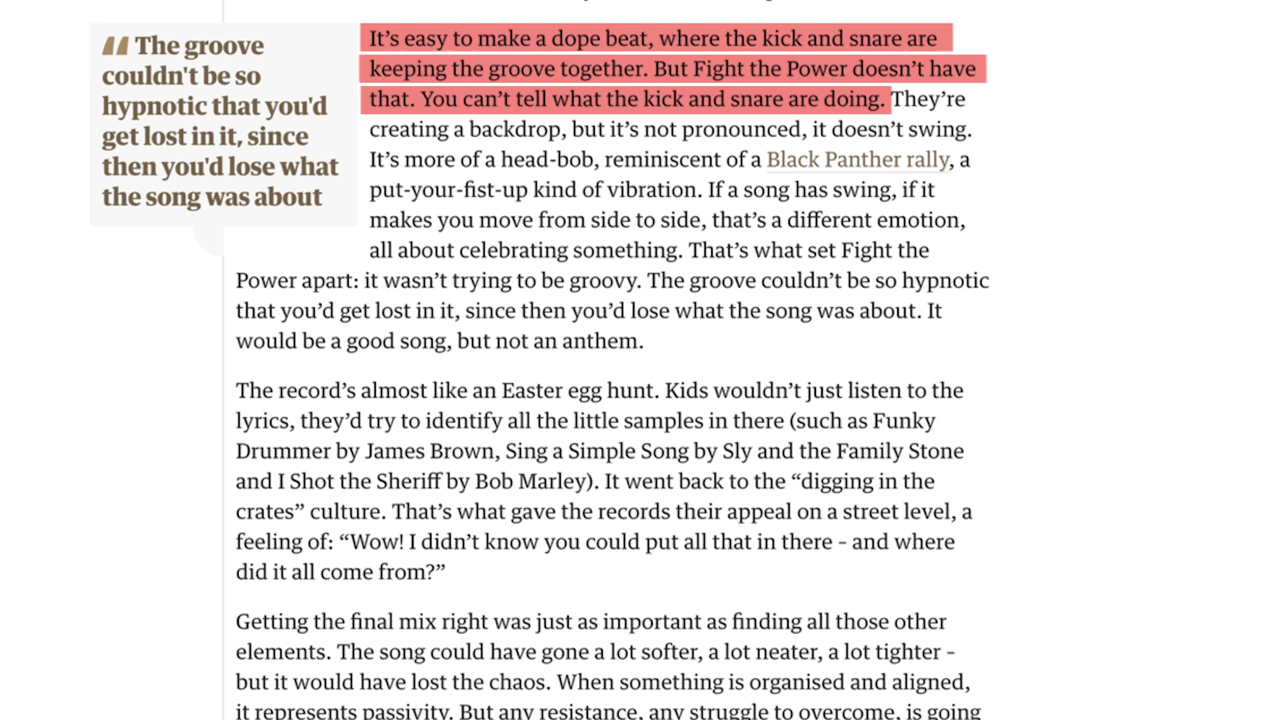 The groove
couldn't be so
hypnotic that you'd
get lost in it, since
then you'd lose what
the song was about
It’s easy to make a dope beat, where the kick and snare are
keeping the groove together. But Fight the Power doesn’t have
that. You can’t tell what the kick and snare are doing. They’re
creating a backdrop, but it’s not pronounced, it doesn’t swing.
It’s more of a head-bob, reminiscent of a Black Panther rally, a
put-your-fist-up kind of vibration. If a song has swing, if it
makes you move from side to side, that’s a different emotion,
all about celebrating something. That’s what set Fight the
Power apart: it wasn’t trying to be groovy. The groove couldn’t be so hypnotic
that you’d get lost in it, since then you’d lose what the song was about. It
would be a good song, but not an anthem.
The record’s almost like an Easter egg hunt. Kids wouldn’t just listen to the
lyrics, they’d try to identify all the little samples in there (such as Funky
Drummer by James Brown, Sing a Simple Song by Sly and the Family Stone
and I Shot the Sheriff by Bob Marley). It went back to the “digging in the
crates” culture. That’s what gave the records their appeal on a street level, a
feeling of: “Wow! I didn’t know you could put all that in there – and where
did it all come from?”
Getting the final mix right was just as important as finding all those other
elements. The song could have gone a lot softer, a lot neater, a lot tighter –
but it would have lost the chaos. When something is organised and aligned,
it represents passivity. But any resistance, any struggle to overcome, is going